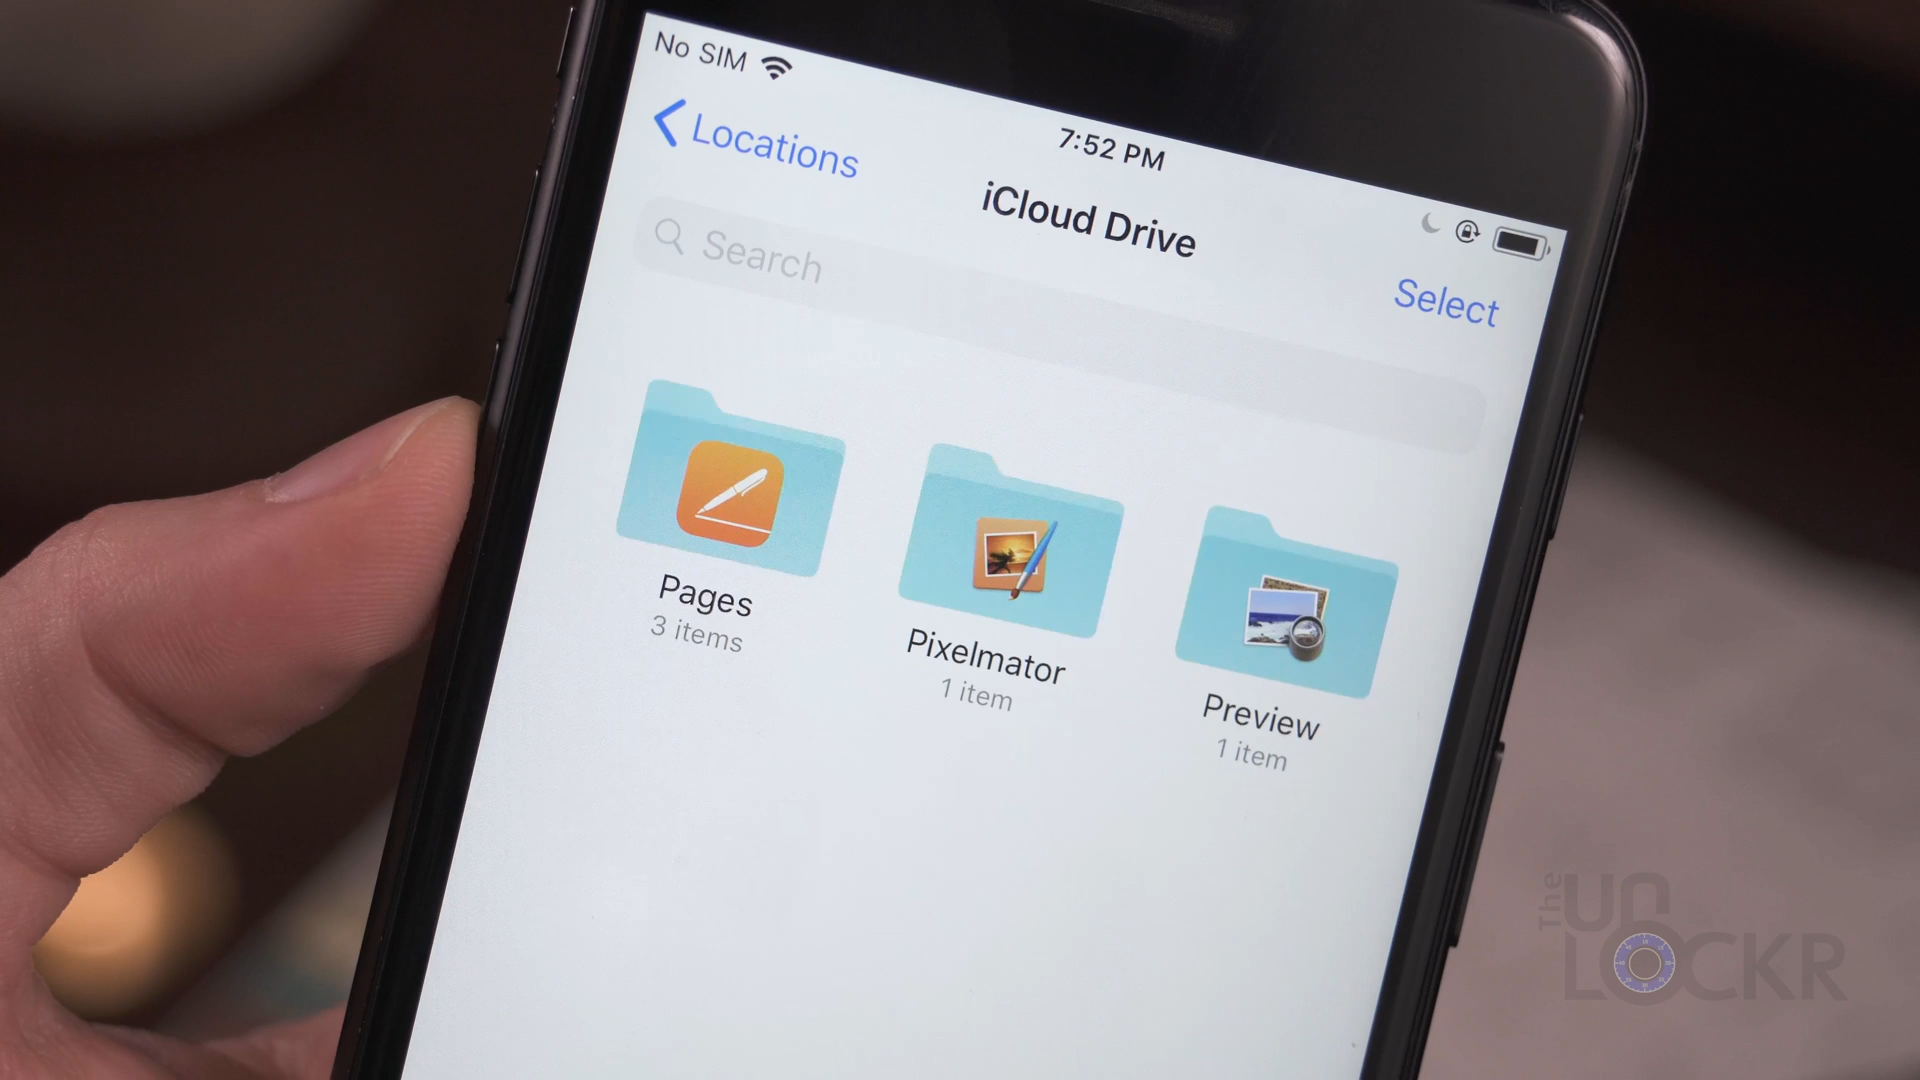 No SIM
7:52 PM
Locations
iCloud Drive
Select
Search
Pages
3 items
Pixelmator
1 item
Preview
1 item
The
UN
LOCKR